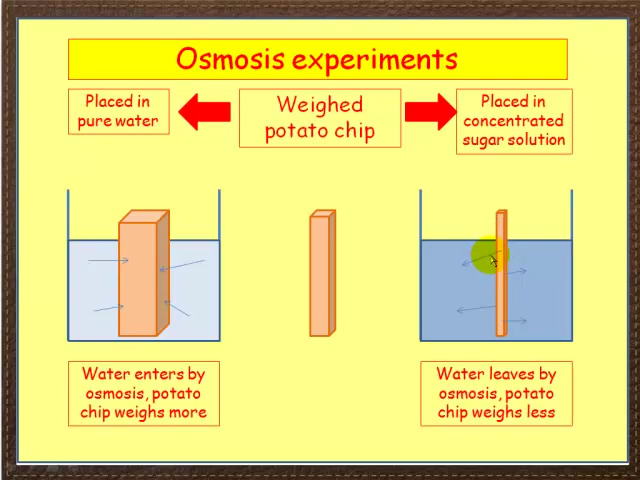 Osmosis experiments
Placed in
pure water
Weighed
potato chip
Placed in
concentrated
sugar solution
Water enters by
osmosis, potato
chip weighs more
Water leaves by
osmosis, potato
chip weighs less